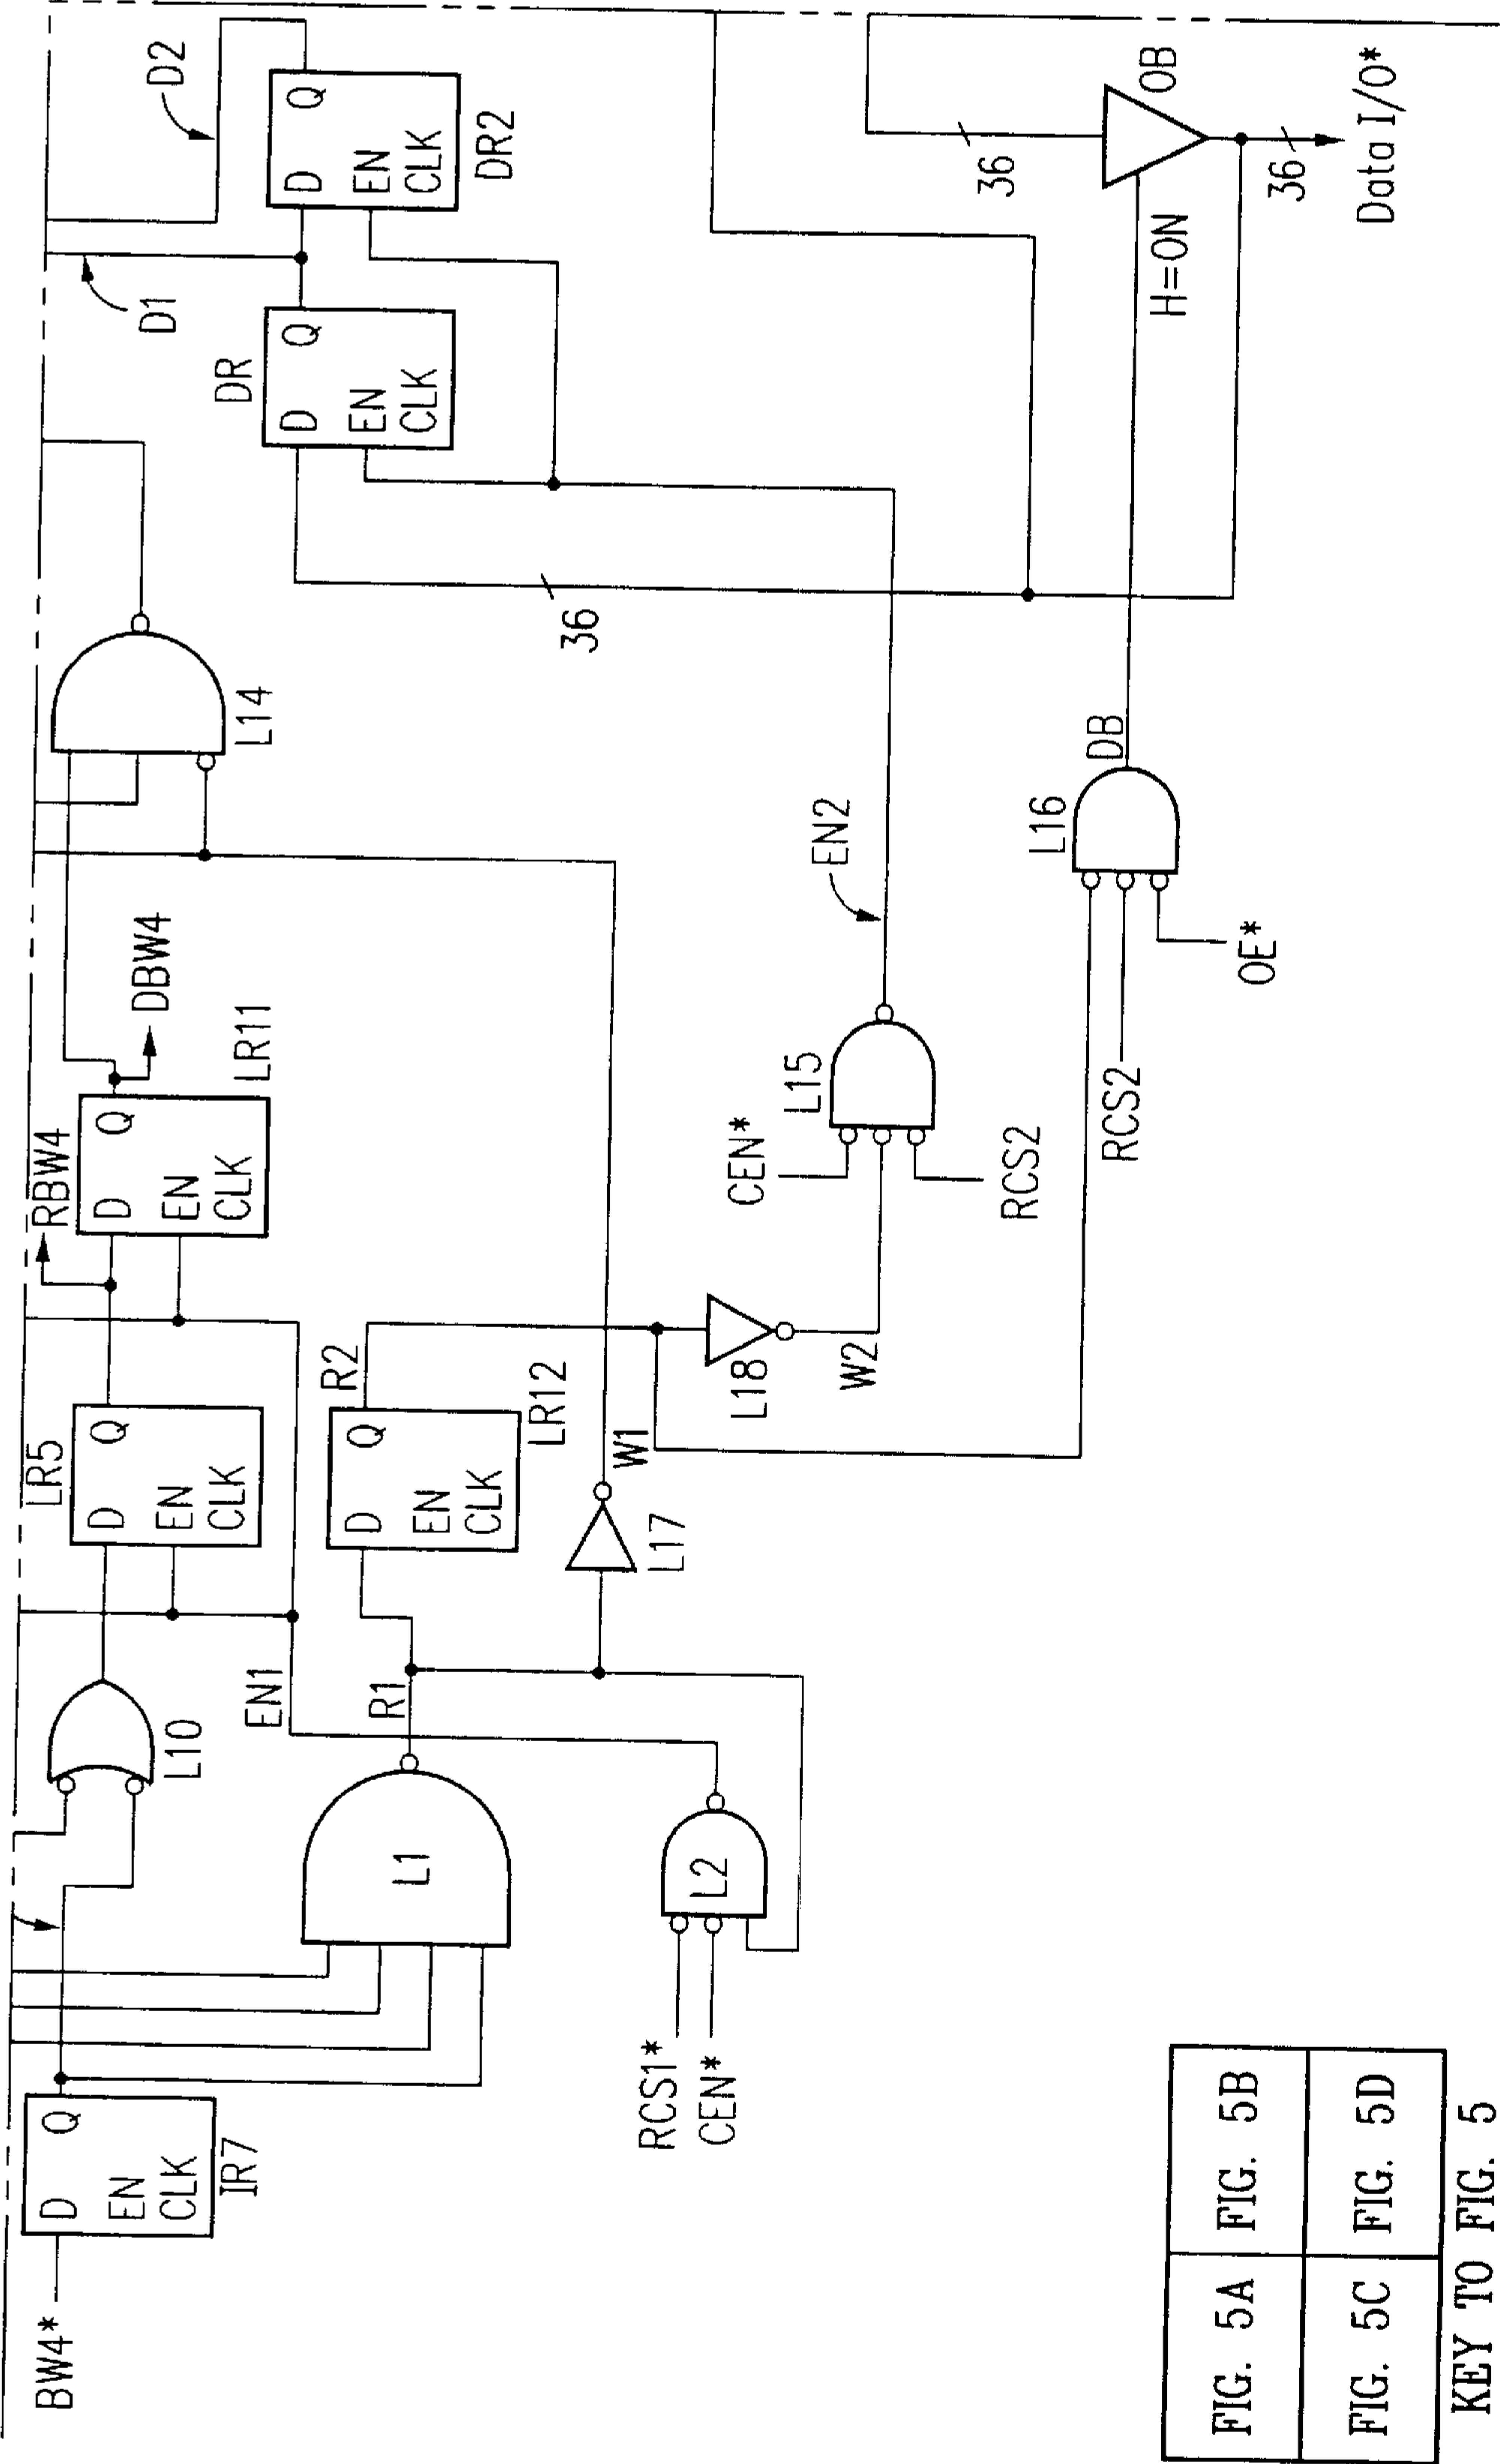 BW4*
D Q
EN
CLK
IR7
L10
L1
R1
EN1
RCS1*
CEN*
L2
LR5
D Q
EN
CLK
RBW4
D Q
EN
CLK
LR11
DBW4
R2
D Q
EN
CLK
LR12
L17
W1
L18
W2
L14
CEN*
L15
RCS2
EN2
L16
RCS2
OE*
DB
36
DR
D Q
EN
CLK
D1
D2
D Q
EN
CLK
DR2
36
H=ON
OB
36
Data I/O*
FIG. 5A FIG. 5B
FIG. 5C FIG. 5D
KEY TO FIG. 5